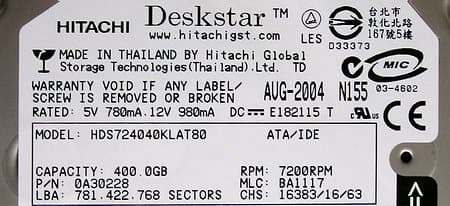 HITACHI
Deskstar™
www.hitachigst.com
LES
D33373
台北市
敦化北路
167號5樓
MADE IN THAILAND BY Hitachi Global
Storage Technologies(Thailand).Ltd. TD
WARRANTY VOID IF ANY LABEL/
SCREW IS REMOVED OR BROKEN
AUG-2004 N155
MIC
03-4602
RATED: 5V 780mA.12V 980mA DC E182115 T
CE
MODEL: HDS724040KLAT80 ATA/IDE
CAPACITY: 400.0GB RPM: 7200RPM
P/N: 0A30228 MLC: BA1117
LBA: 781.422.768 SECTORS CHS: 16383/16/63